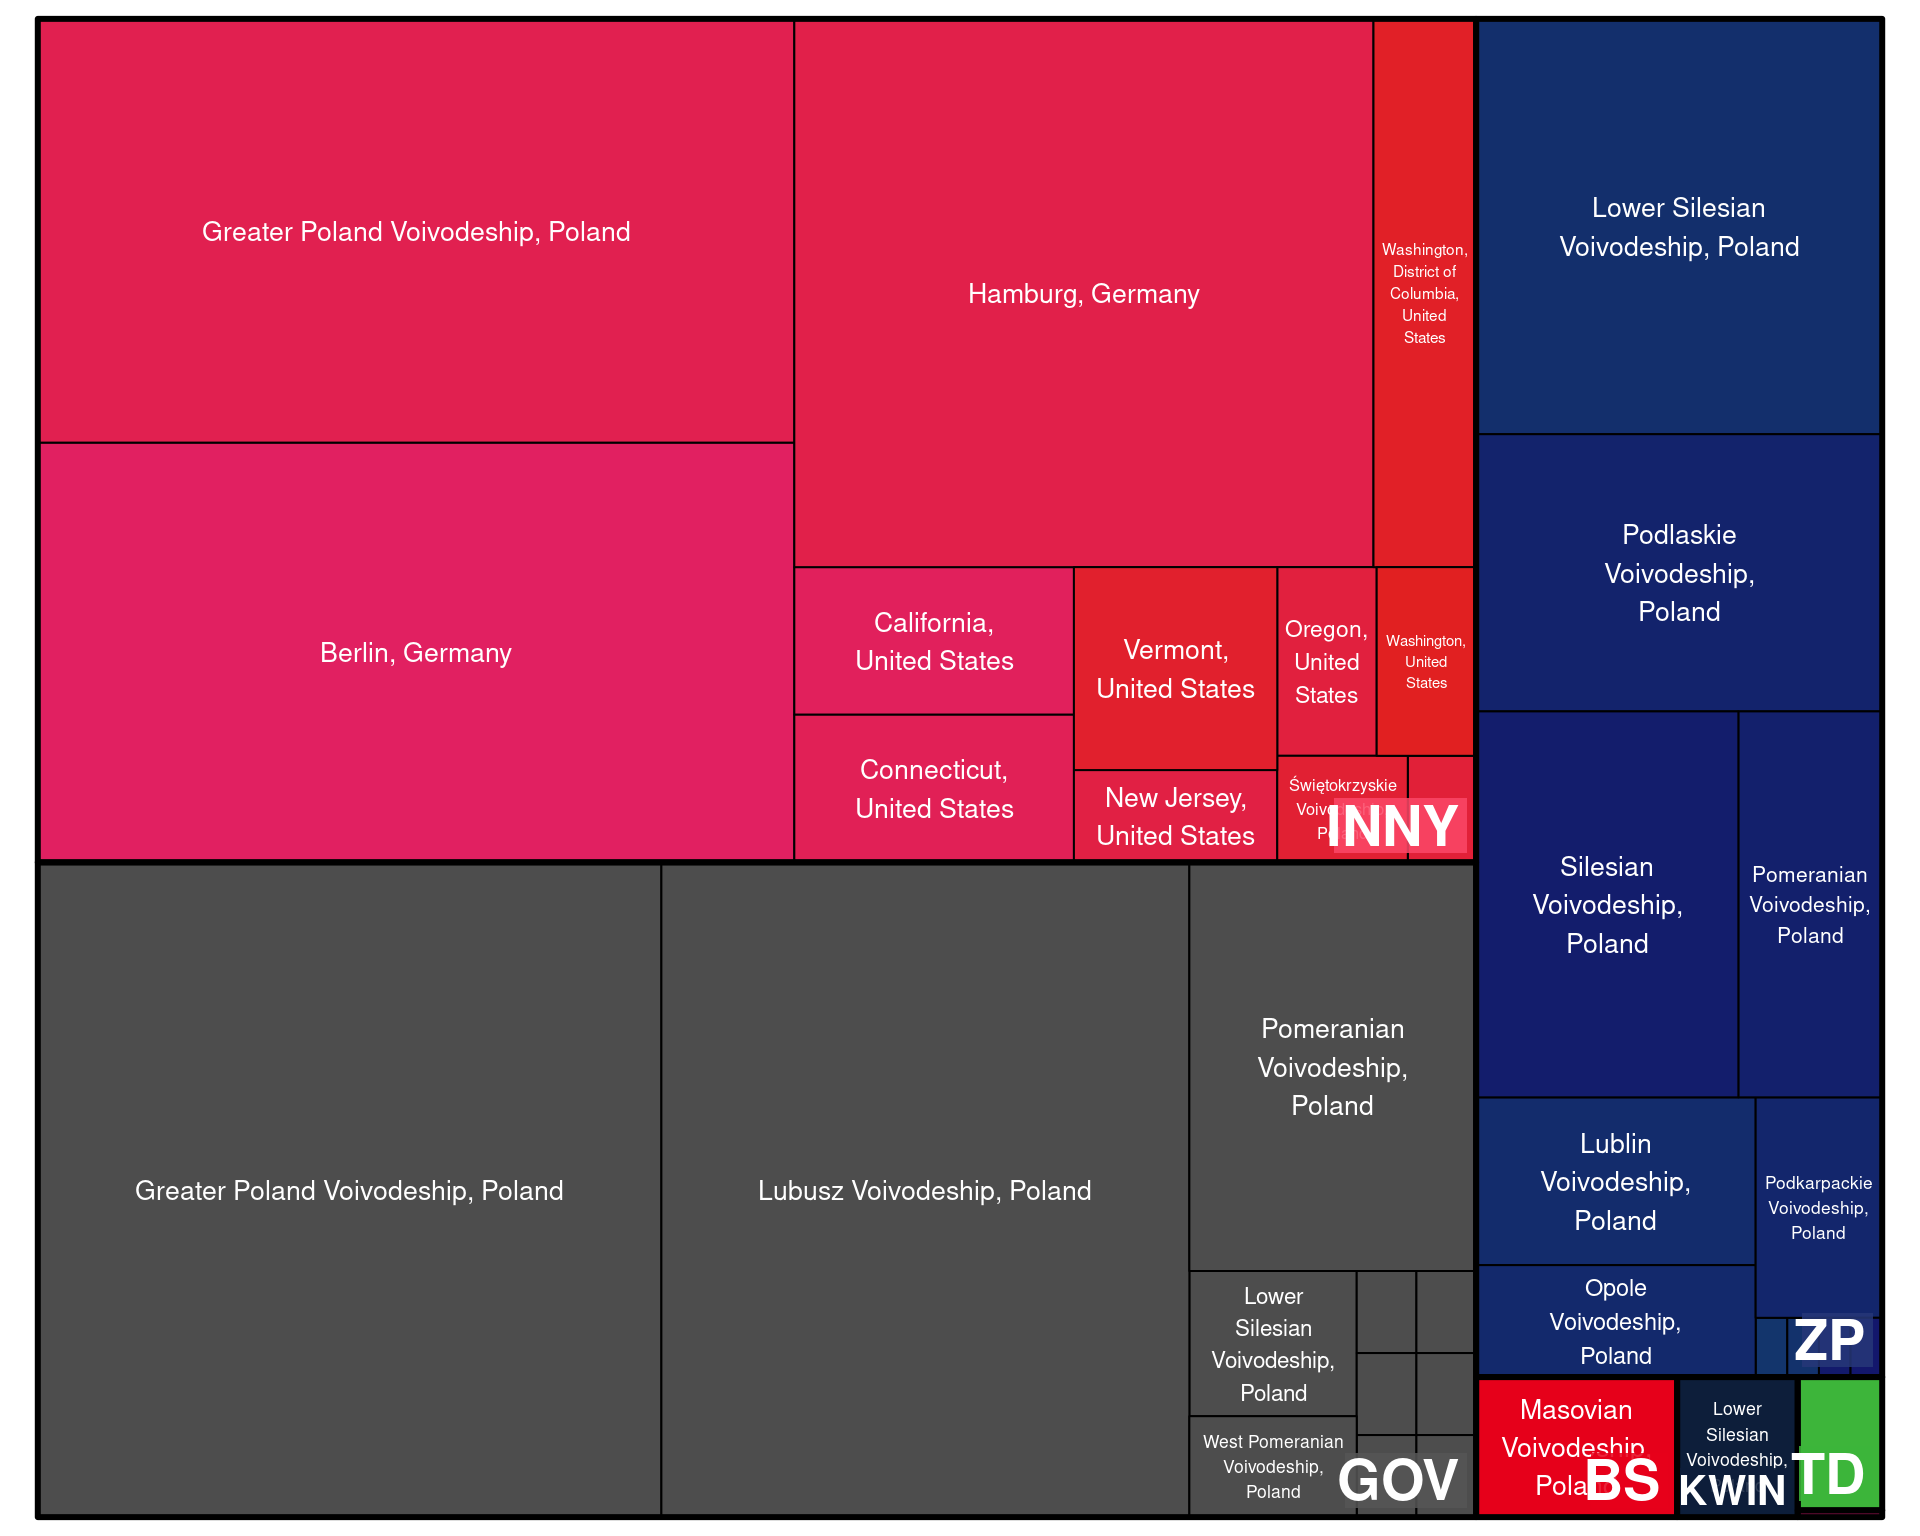 Greater Poland Voivodeship, Poland
Berlin, Germany
Hamburg, Germany
Washington,
District of
Columbia,
United
States
California,
United States
Connecticut,
United States
Vermont,
United States
New Jersey,
United States
Oregon,
United
States
Washington,
United
States
Świętokrzyskie
INNY
Greater Poland Voivodeship, Poland
Lubusz Voivodeship, Poland
Pomeranian
Voivodeship,
Poland
Lower
Silesian
Voivodeship,
Poland
West Pomeranian
Voivodeship,
Poland
GOV
Lower Silesian
Voivodeship, Poland
Podlaskie
Voivodeship,
Poland
Silesian
Voivodeship,
Poland
Pomeranian
Voivodeship,
Poland
Lublin
Voivodeship,
Poland
Podkarpackie
Voivodeship,
Poland
Opole
Voivodeship,
Poland
ZP
Masovian
Voivodeship,
BS
Lower
Silesian
Voivodeship,
KWIN
TD